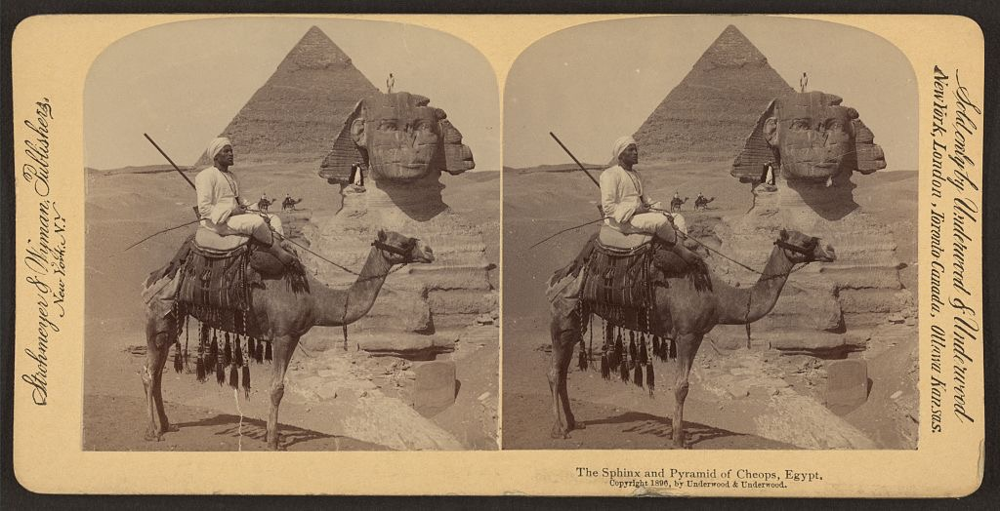 Strohmeyer & Wyman, Publishers,
New York, N.Y.
Sold only by Underwood & Underwood
New York, London, Toronto Canada, Ottawa Kansas.
The Sphinx and Pyramid of Cheops, Egypt.
Copyright 1896, by Underwood & Underwood.